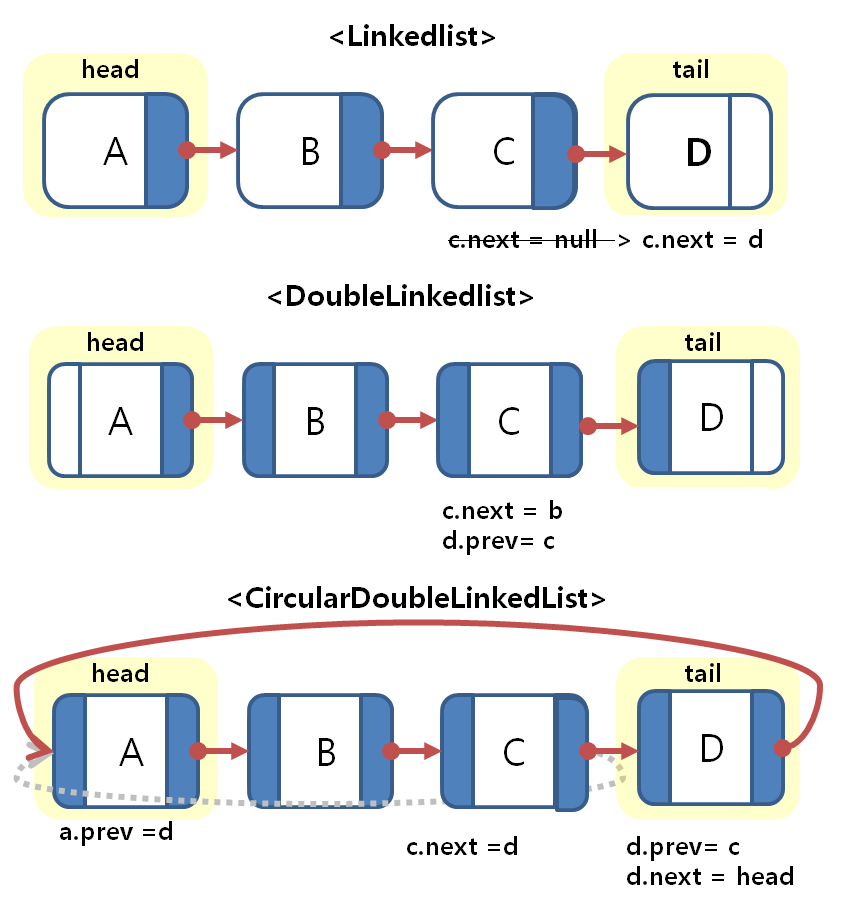 <Linkedlist>
head
tail
A
B
C
D
c.next = null -> c.next = d
<DoubleLinkedlist>
head
tail
A
B
C
D
c.next = b
d.prev= c
<CircularDoubleLinkedList>
head
tail
A
B
C
D
a.prev =d
c.next =d
d.prev= c
d.next = head